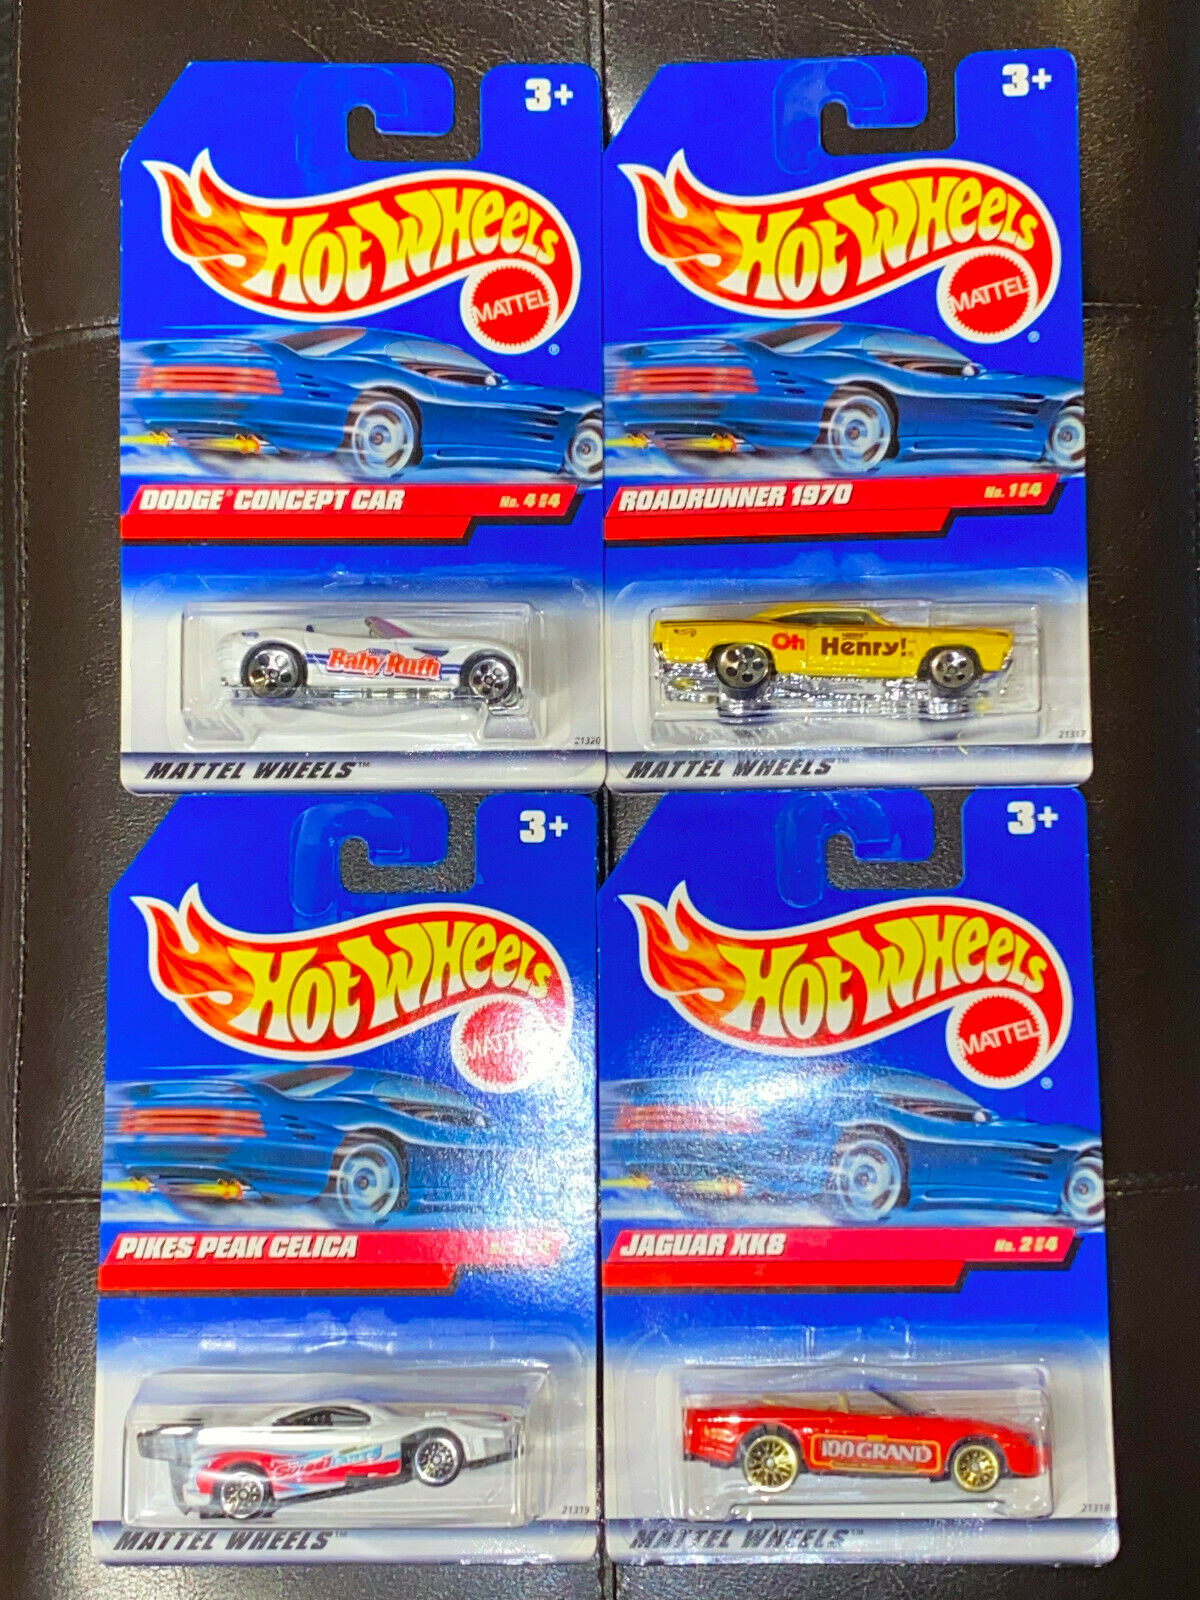 3+
HOT WHEELS
MATTEL
®
DODGE® CONCEPT CAR No. 4 OF 4
Baby Ruth
21320
MATTEL WHEELS™
3+
HOT WHEELS
MATTEL
®
ROADRUNNER 1970 No. 1 OF 4
Oh Henry!
21317
MATTEL WHEELS™
3+
HOT WHEELS
MATTEL
PIKES PEAK CELICA
21319
MATTEL WHEELS™
3+
HOT WHEELS
MATTEL
®
JAGUAR XK8 No. 2 OF 4
100 GRAND
21318
MATTEL WHEELS™